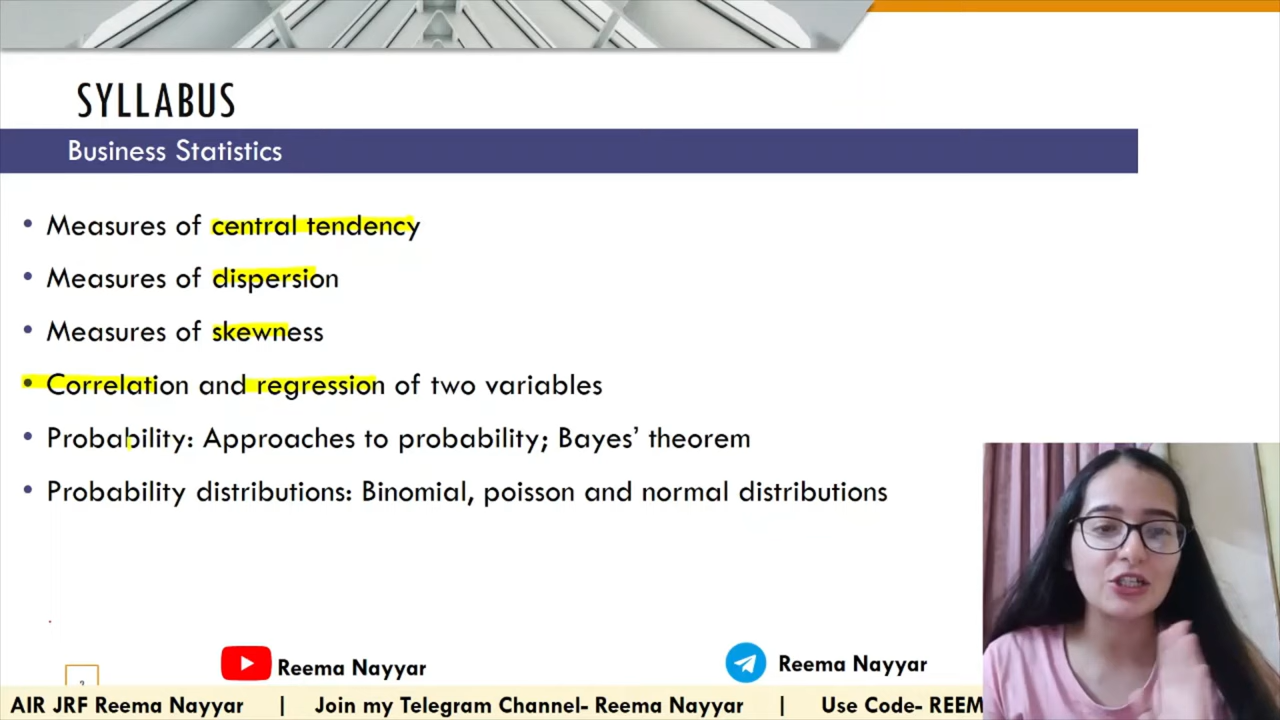 SYLLABUS
Business Statistics
• Measures of central tendency
• Measures of dispersion
• Measures of skewness
• Correlation and regression of two variables
• Probability: Approaches to probability; Bayes’ theorem
• Probability distributions: Binomial, poisson and normal distributions
Reema Nayyar
Reema Nayyar
AIR JRF Reema Nayyar | Join my Telegram Channel- Reema Nayyar | Use Code- REEM